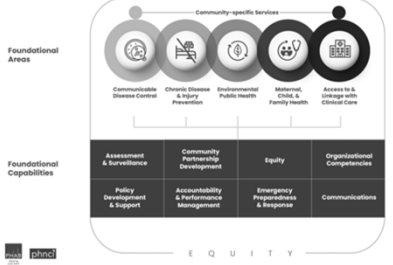 Community-specific Services
Foundational
Areas
Communicable
Disease Control
Chronic Disease
& Injury
Prevention
Environmental
Public Health
Maternal,
Child, &
Family Health
Access to &
Linkage with
Clinical Care
Foundational
Capabilities
Assessment
& Surveillance
Community
Partnership
Development
Equity
Organizational
Competencies
Policy
Development
& Support
Accountability
& Performance
Management
Emergency
Preparedness
& Response
Communications
EQUITY
PHAB
phnci